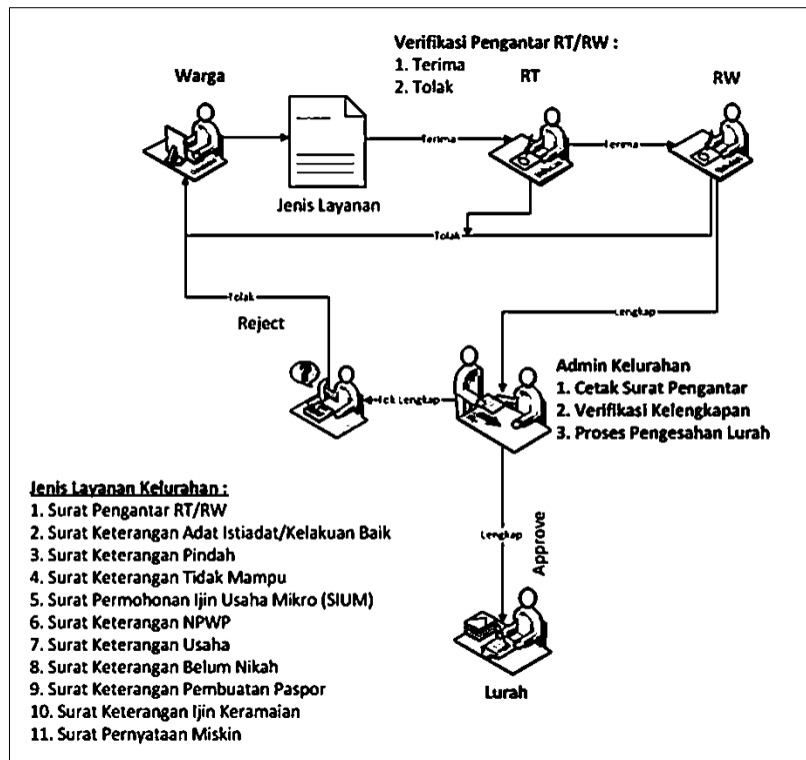 Verifikasi Pengantar RT/RW :
1. Terima
2. Tolak
Warga
RT
RW
Terima
Terima
Jenis Layanan
Tolak
Tolak
Reject
Lengkap
Admin Kelurahan
1. Cetak Surat Pengantar
2. Verifikasi Kelengkapan
3. Proses Pengesahan Lurah
Lengkap
Lengkap
Approve
Lurah
Jenis Layanan Kelurahan :
1. Surat Pengantar RT/RW
2. Surat Keterangan Adat Istiadat/Kelakuan Baik
3. Surat Keterangan Pindah
4. Surat Keterangan Tidak Mampu
5. Surat Permohonan Ijin Usaha Mikro (SIUM)
6. Surat Keterangan NPWP
7. Surat Keterangan Usaha
8. Surat Keterangan Belum Nikah
9. Surat Keterangan Pembuatan Paspor
10. Surat Keterangan Ijin Keramaian
11. Surat Pernyataan Miskin